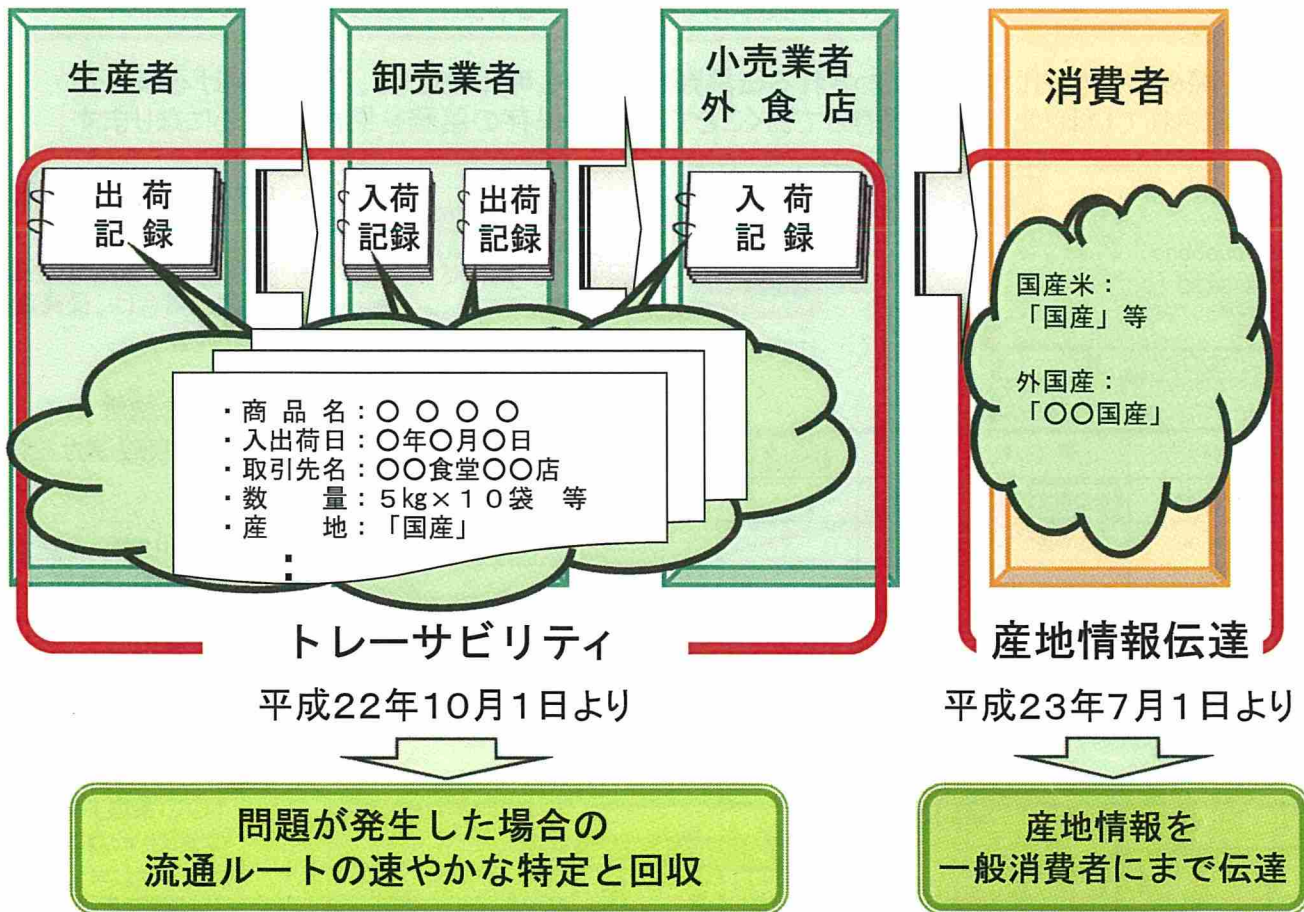 生産者
卸売業者
小売業者
外食店
消費者
出荷
記録
入荷
記録
出荷
記録
入荷
記録
・商品名：〇〇〇〇
・入出荷日：〇年〇月〇日
・取引先名：〇〇食堂〇〇店
・数　　量：５㎏×１０袋　等
・産　　地：「国産」
：
国産米：
「国産」等
外国産：
「〇〇国産」
トレーサビリティ
産地情報伝達
平成22年10月1日より
平成23年7月1日より
問題が発生した場合の
流通ルートの速やかな特定と回収
産地情報を
一般消費者にまで伝達